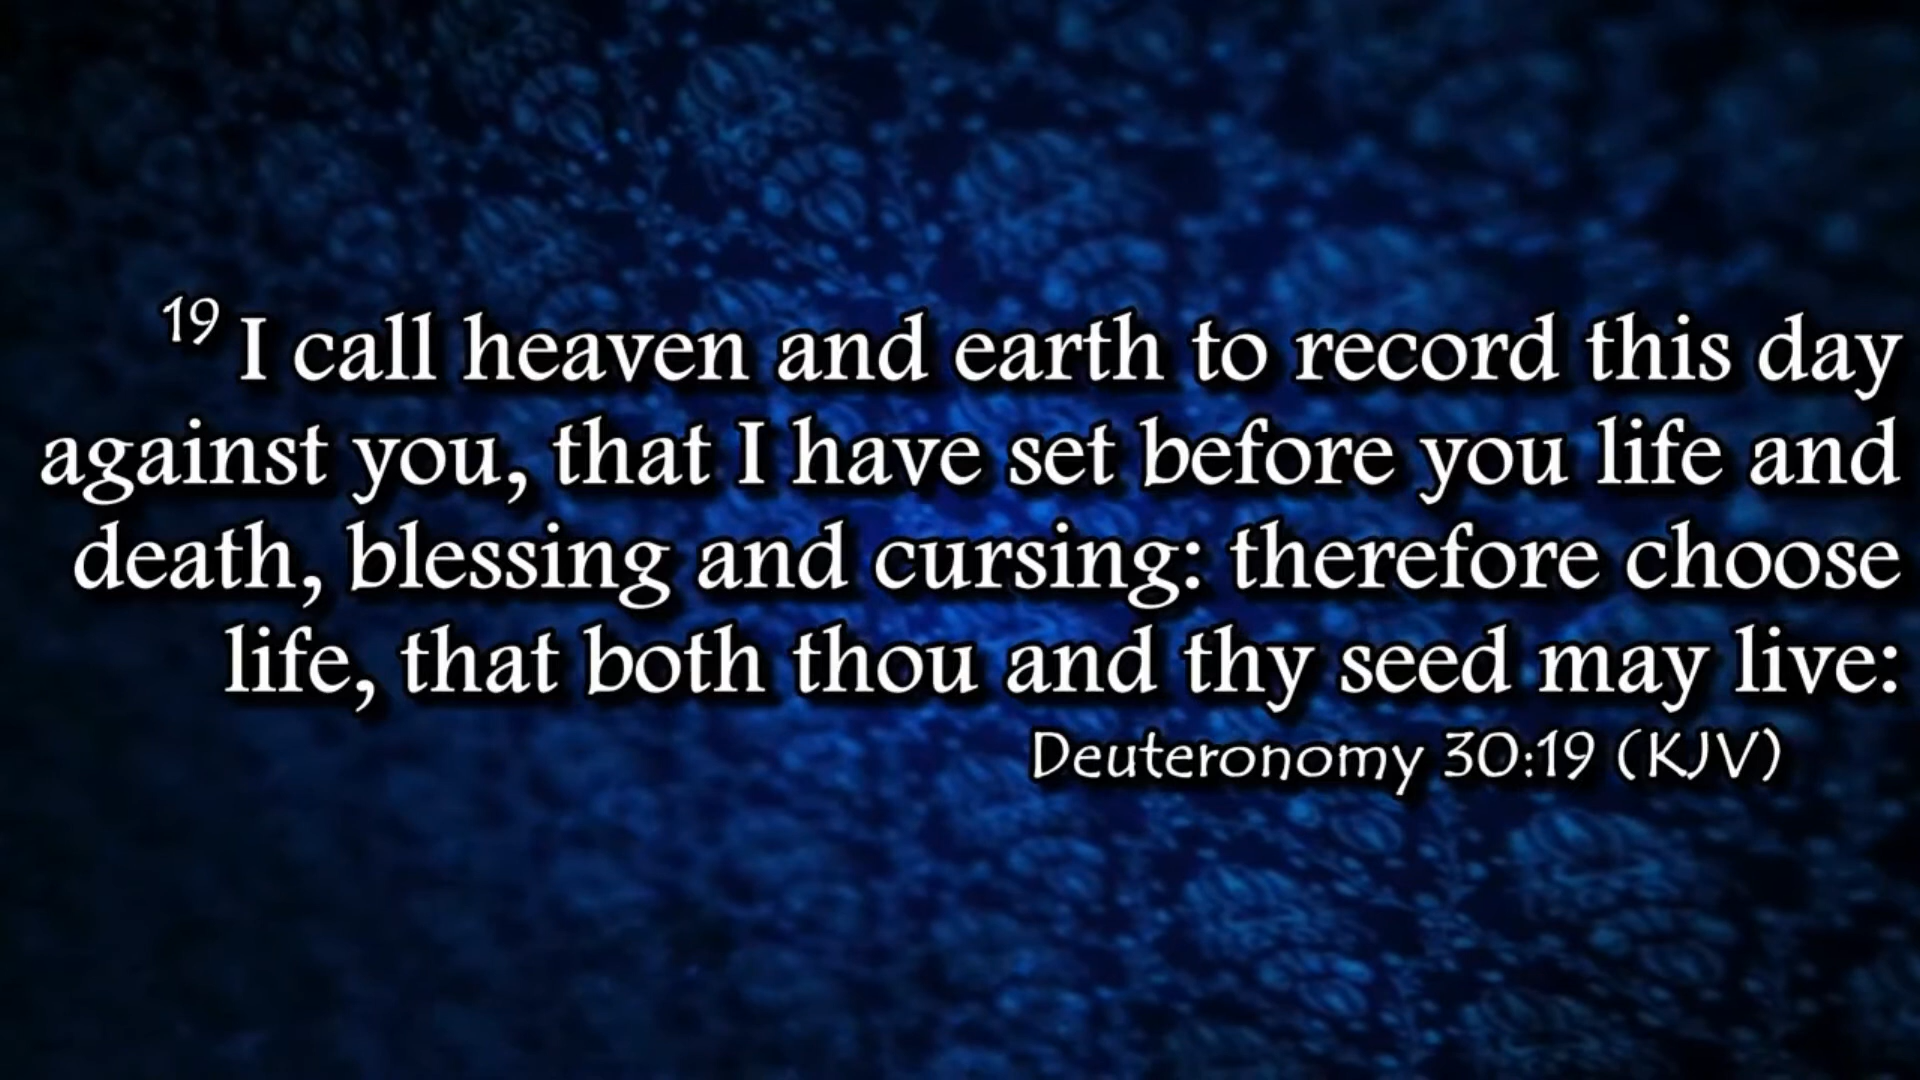 19 I call heaven and earth to record this day
against you, that I have set before you life and
death, blessing and cursing: therefore choose
life, that both thou and thy seed may live:
Deuteronomy 30:19 (KJV)